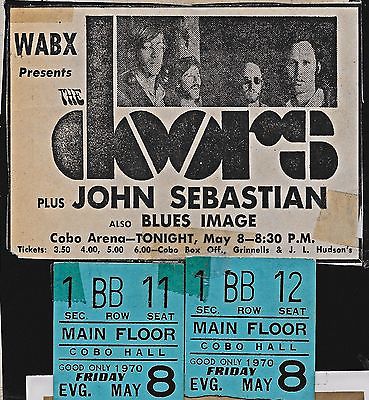 WABX
Presents
THE
doors
PLUS JOHN SEBASTIAN
ALSO BLUES IMAGE
Cobo Arena—TONIGHT, May 8—8:30 P.M.
Tickets: 3.50 4.00, 5.00 6.00—Cobo Box Off., Grinnells & J. L. Hudson's
1 BB 11
SEC. ROW SEAT
MAIN FLOOR
COBO HALL
GOOD ONLY 1970
FRIDAY
EVG. MAY 8
1 BB 12
SEC. ROW SEAT
MAIN FLOOR
COBO HALL
GOOD ONLY 1970
FRIDAY
EVG. MAY 8